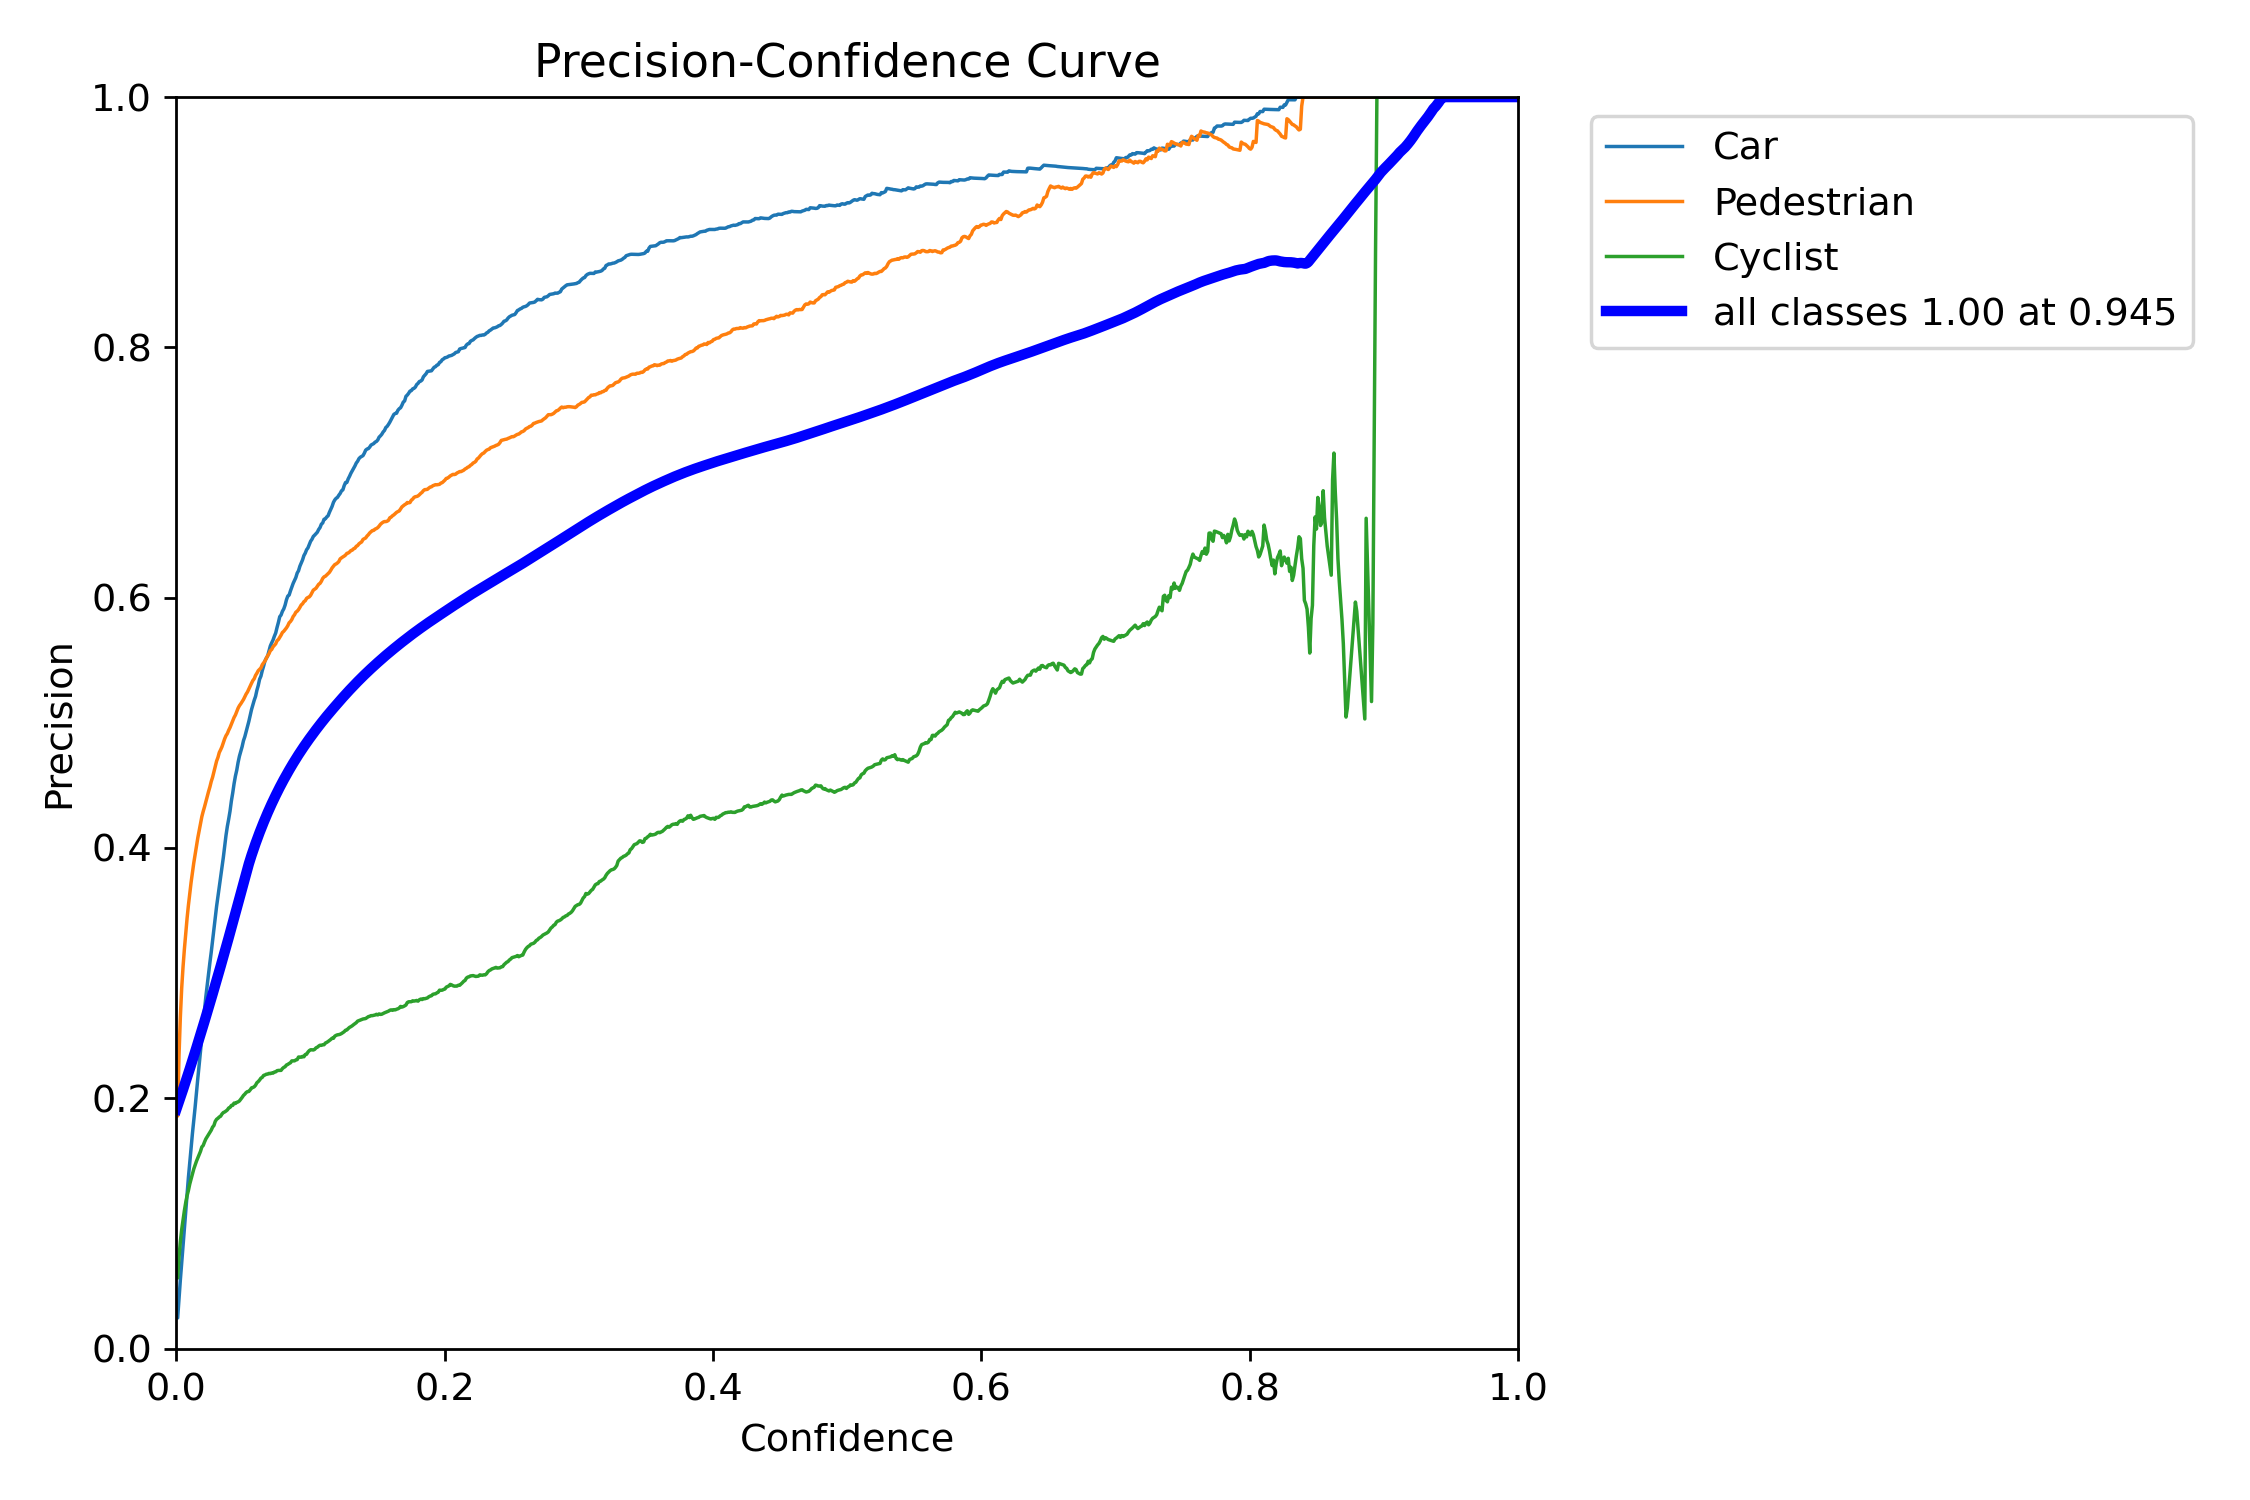 Precision-Confidence Curve
1.0
0.8
0.6
0.4
0.2
0.0
Precision
0.0 0.2 0.4 0.6 0.8 1.0
Confidence
Car
Pedestrian
Cyclist
all classes 1.00 at 0.945